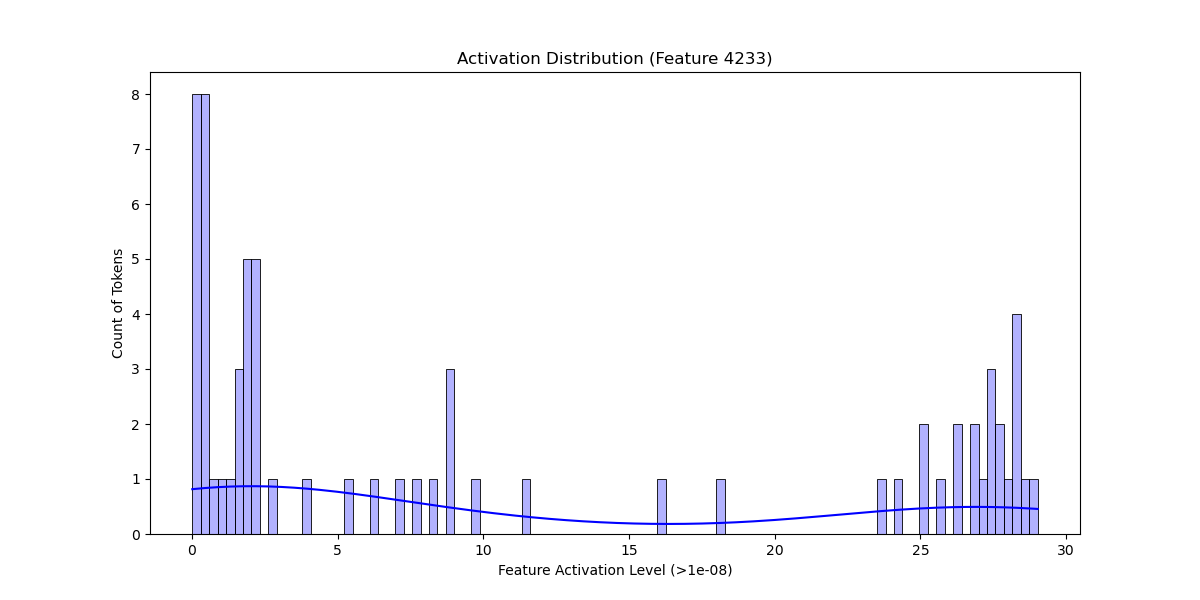 Activation Distribution (Feature 4233)
8
7
6
5
4
3
2
1
0
Count of Tokens
0 5 10 15 20 25 30
Feature Activation Level (>1e-08)